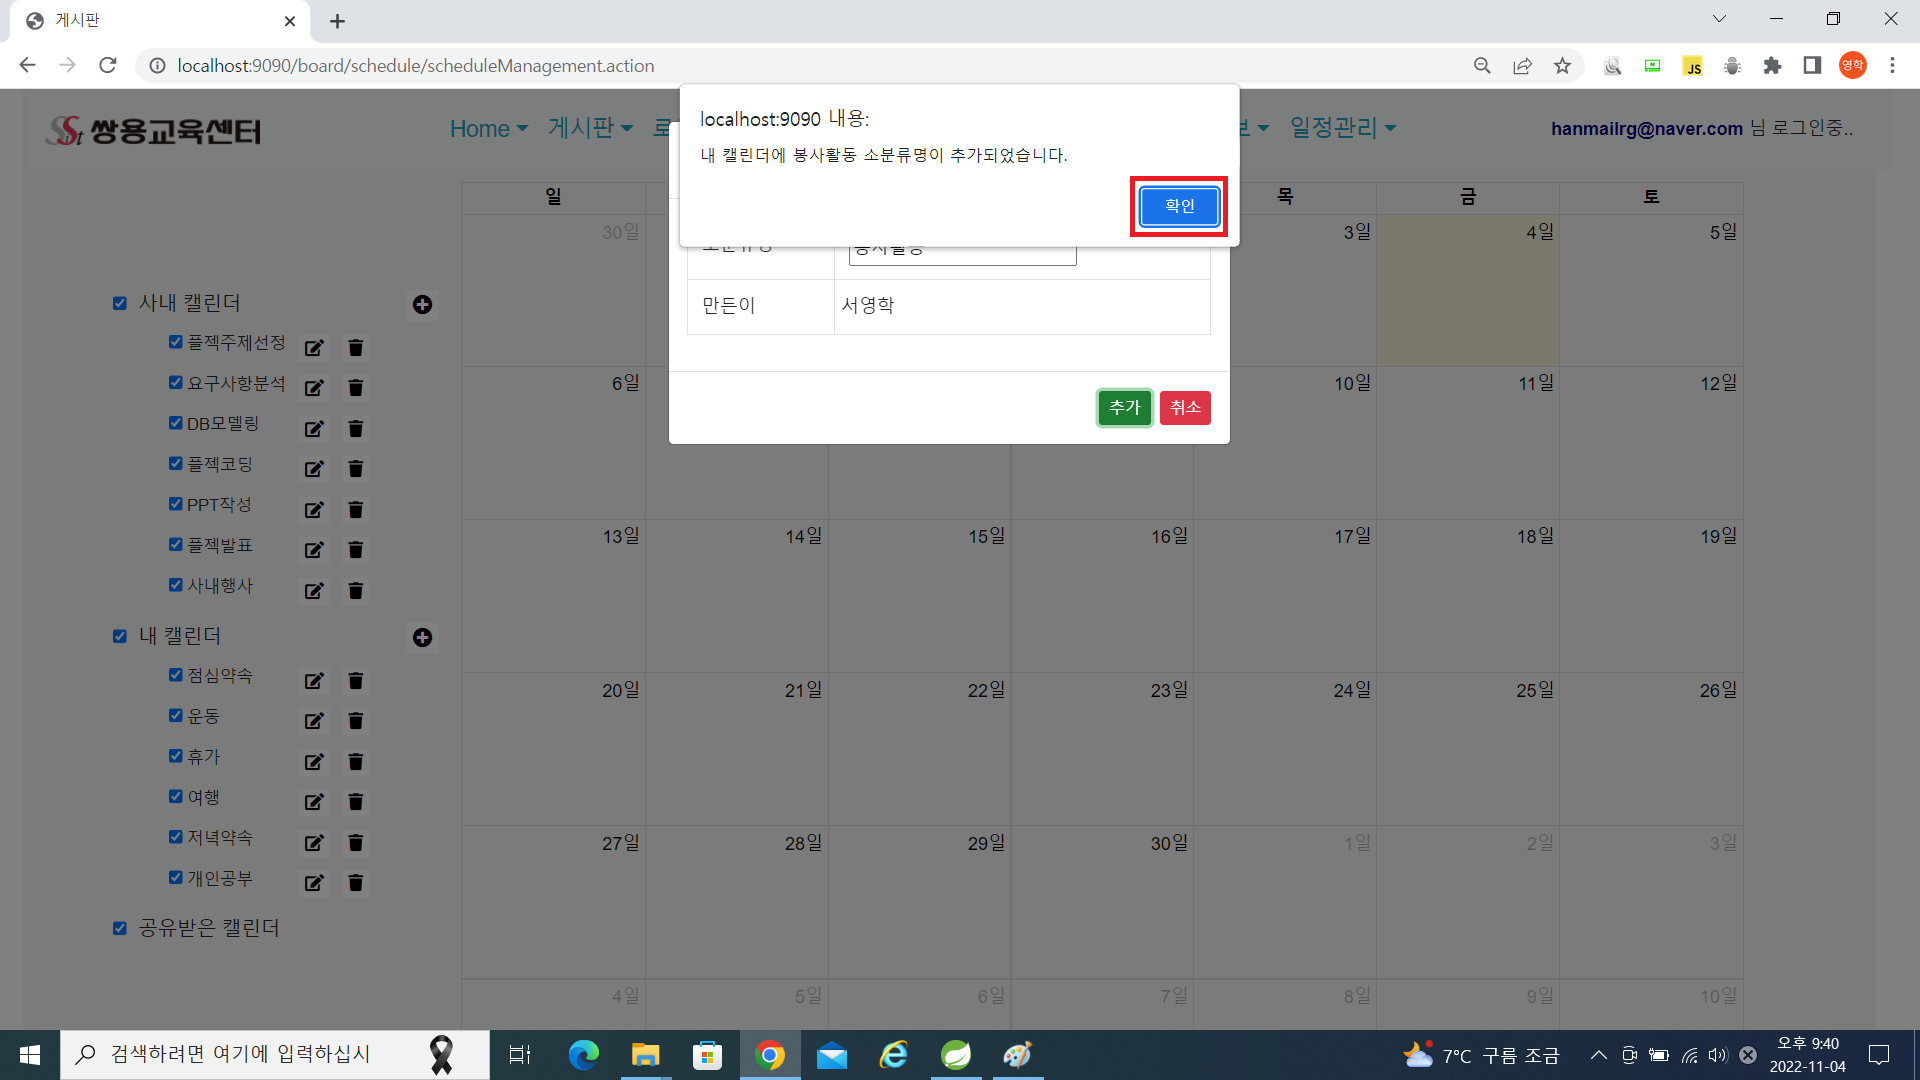 게시판
localhost:9090/board/schedule/scheduleManagement.action
JS
영학
Sist 쌍용교육센터
Home
게시판
일정관리
hanmailrg@naver.com 님 로그인중..
localhost:9090 내용:
내 캘린더에 봉사활동 소분류명이 추가되었습니다.
확인
소분류명
봉사활동
만든이
서영학
추가
취소
사내 캘린더
플젝주제선정
요구사항분석
DB모델링
플젝코딩
PPT작성
플젝발표
사내행사
내 캘린더
점심약속
운동
휴가
여행
저녁약속
개인공부
공유받은 캘린더
일 목 금 토
30일 3일 4일 5일
6일 10일 11일 12일
13일 14일 15일 16일 17일 18일 19일
20일 21일 22일 23일 24일 25일 26일
27일 28일 29일 30일 1일 2일 3일
4일 5일 6일 7일 8일 9일 10일
검색하려면 여기에 입력하십시
7°C 구름 조금
오후 9:40
2022-11-04